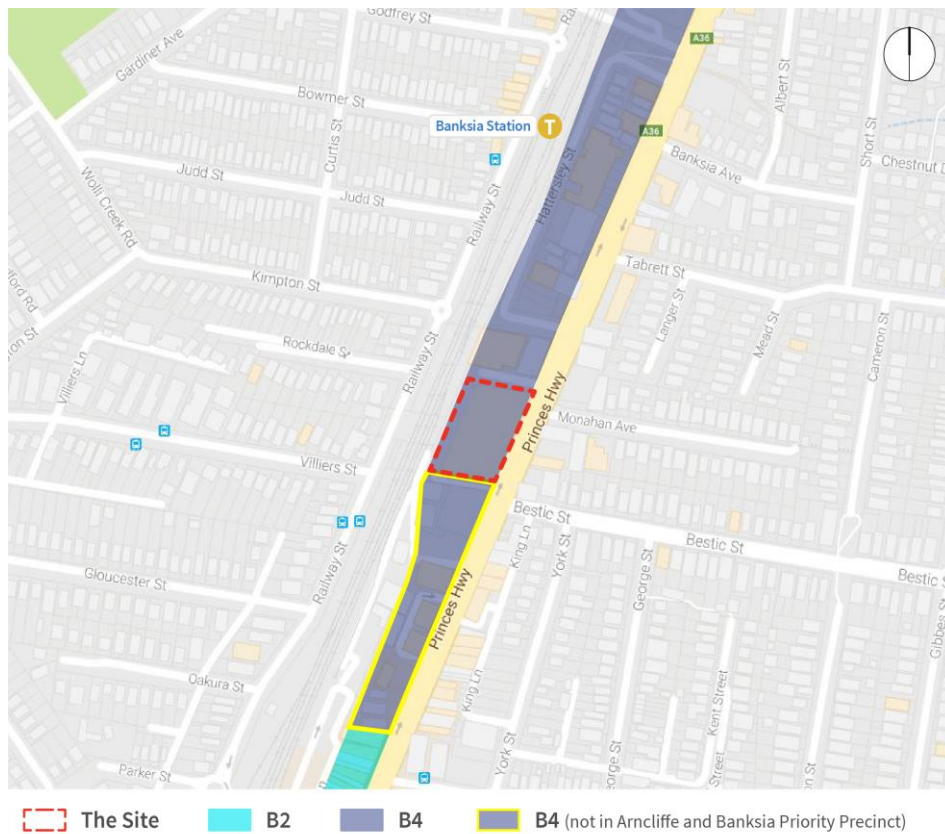 Godfrey St
Gardiner Ave
A36
Bowmer St
Albert St
Banksia Station
T
A36
Short St
Curtis St
Banksia Ave
Chestnut D
Judd St
Judd St
Railway St
Hattersley St
Wolli Creek Rd
Tabrett St
Kimpton St
Langer St
Mead St
Cameron St
Rockdale St
Railway St
Villiers Ln
Princes Hwy
Monahan Ave
Villiers St
Bestic St
Bestic St
Bestic S
King Ln
York St
George St
Railway St
Gloucester St
Princes Hwy
Gibbes St
Oakura St
King Ln
Kent Street
York St
George St
Street
Parker St
The Site
B2
B4
B4 (not in Arncliffe and Banksia Priority Precinct)